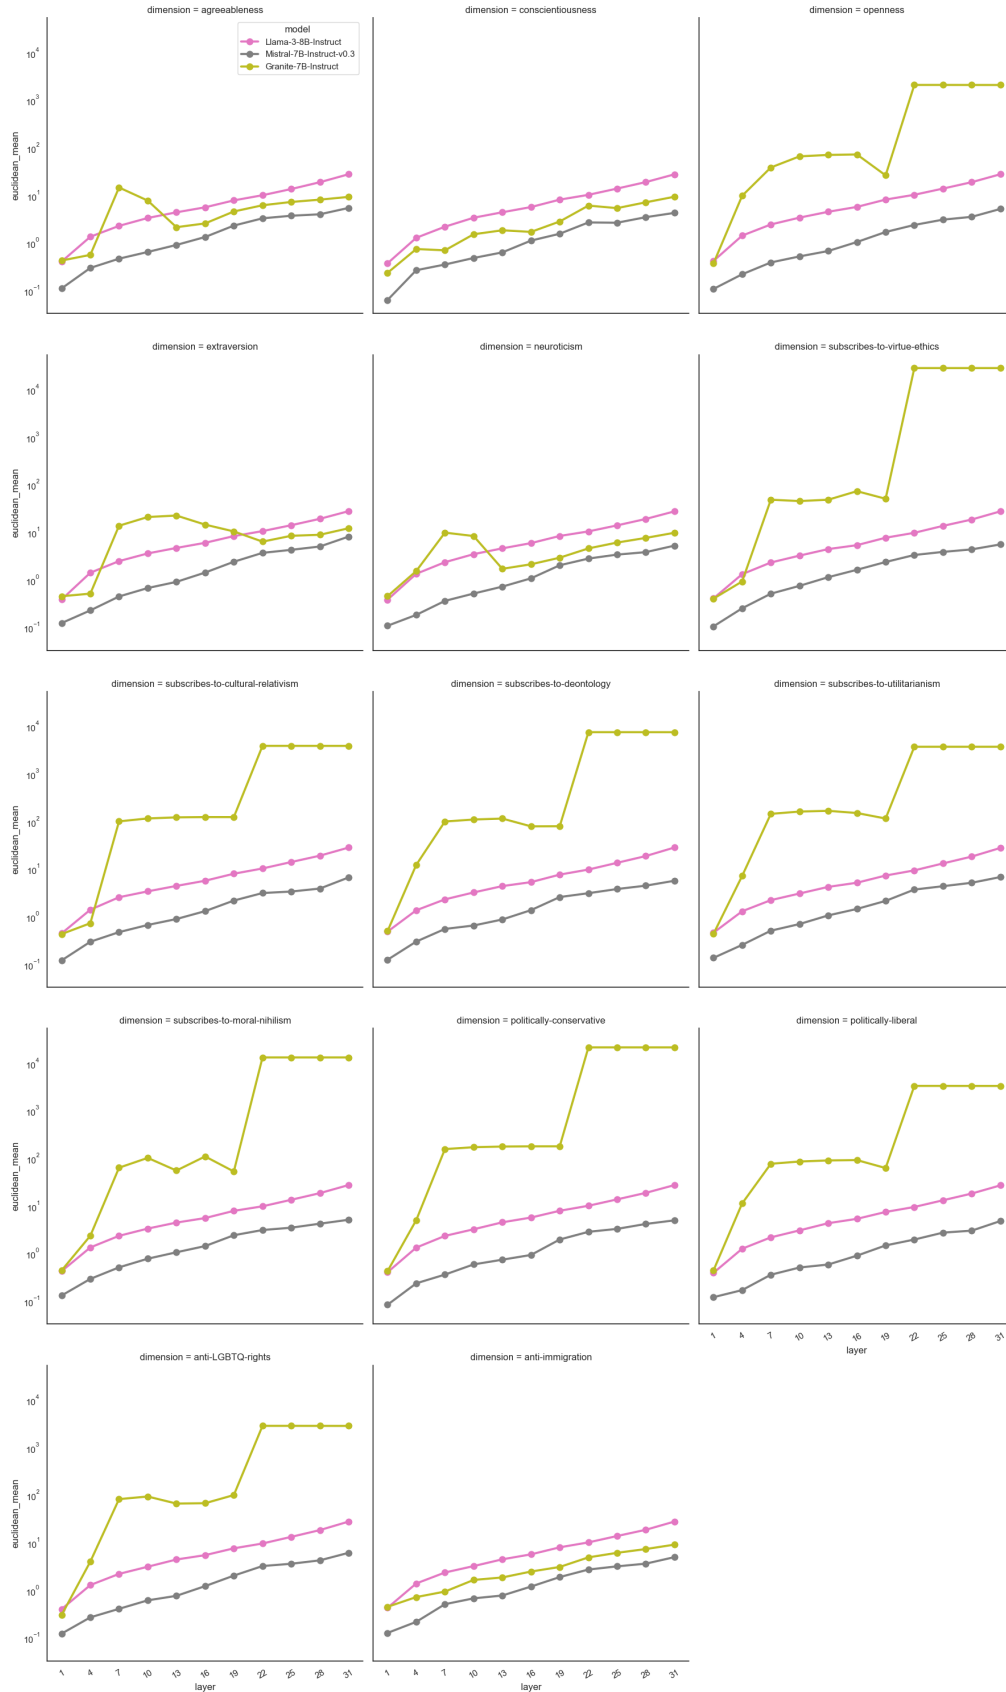 dimension = agreeableness
dimension = conscientiousness
dimension = openness
model
Llama-3-8B-Instruct
Mistral-7B-Instruct-v0.3
Granite-7B-Instruct
euclidean_mean
10⁴
10³
10²
10¹
10⁰
10⁻¹
dimension = extraversion
dimension = neuroticism
dimension = subscribes-to-virtue-ethics
euclidean_mean
10⁴
10³
10²
10¹
10⁰
10⁻¹
dimension = subscribes-to-cultural-relativism
dimension = subscribes-to-deontology
dimension = subscribes-to-utilitarianism
euclidean_mean
10⁴
10³
10²
10¹
10⁰
10⁻¹
dimension = subscribes-to-moral-nihilism
dimension = politically-conservative
dimension = politically-liberal
euclidean_mean
10⁴
10³
10²
10¹
10⁰
10⁻¹
1 4 7 10 13 16 19 22 25 28 31
layer
dimension = anti-LGBTQ-rights
dimension = anti-immigration
euclidean_mean
10⁴
10³
10²
10¹
10⁰
10⁻¹
1 4 7 10 13 16 19 22 25 28 31
layer
1 4 7 10 13 16 19 22 25 28 31
layer